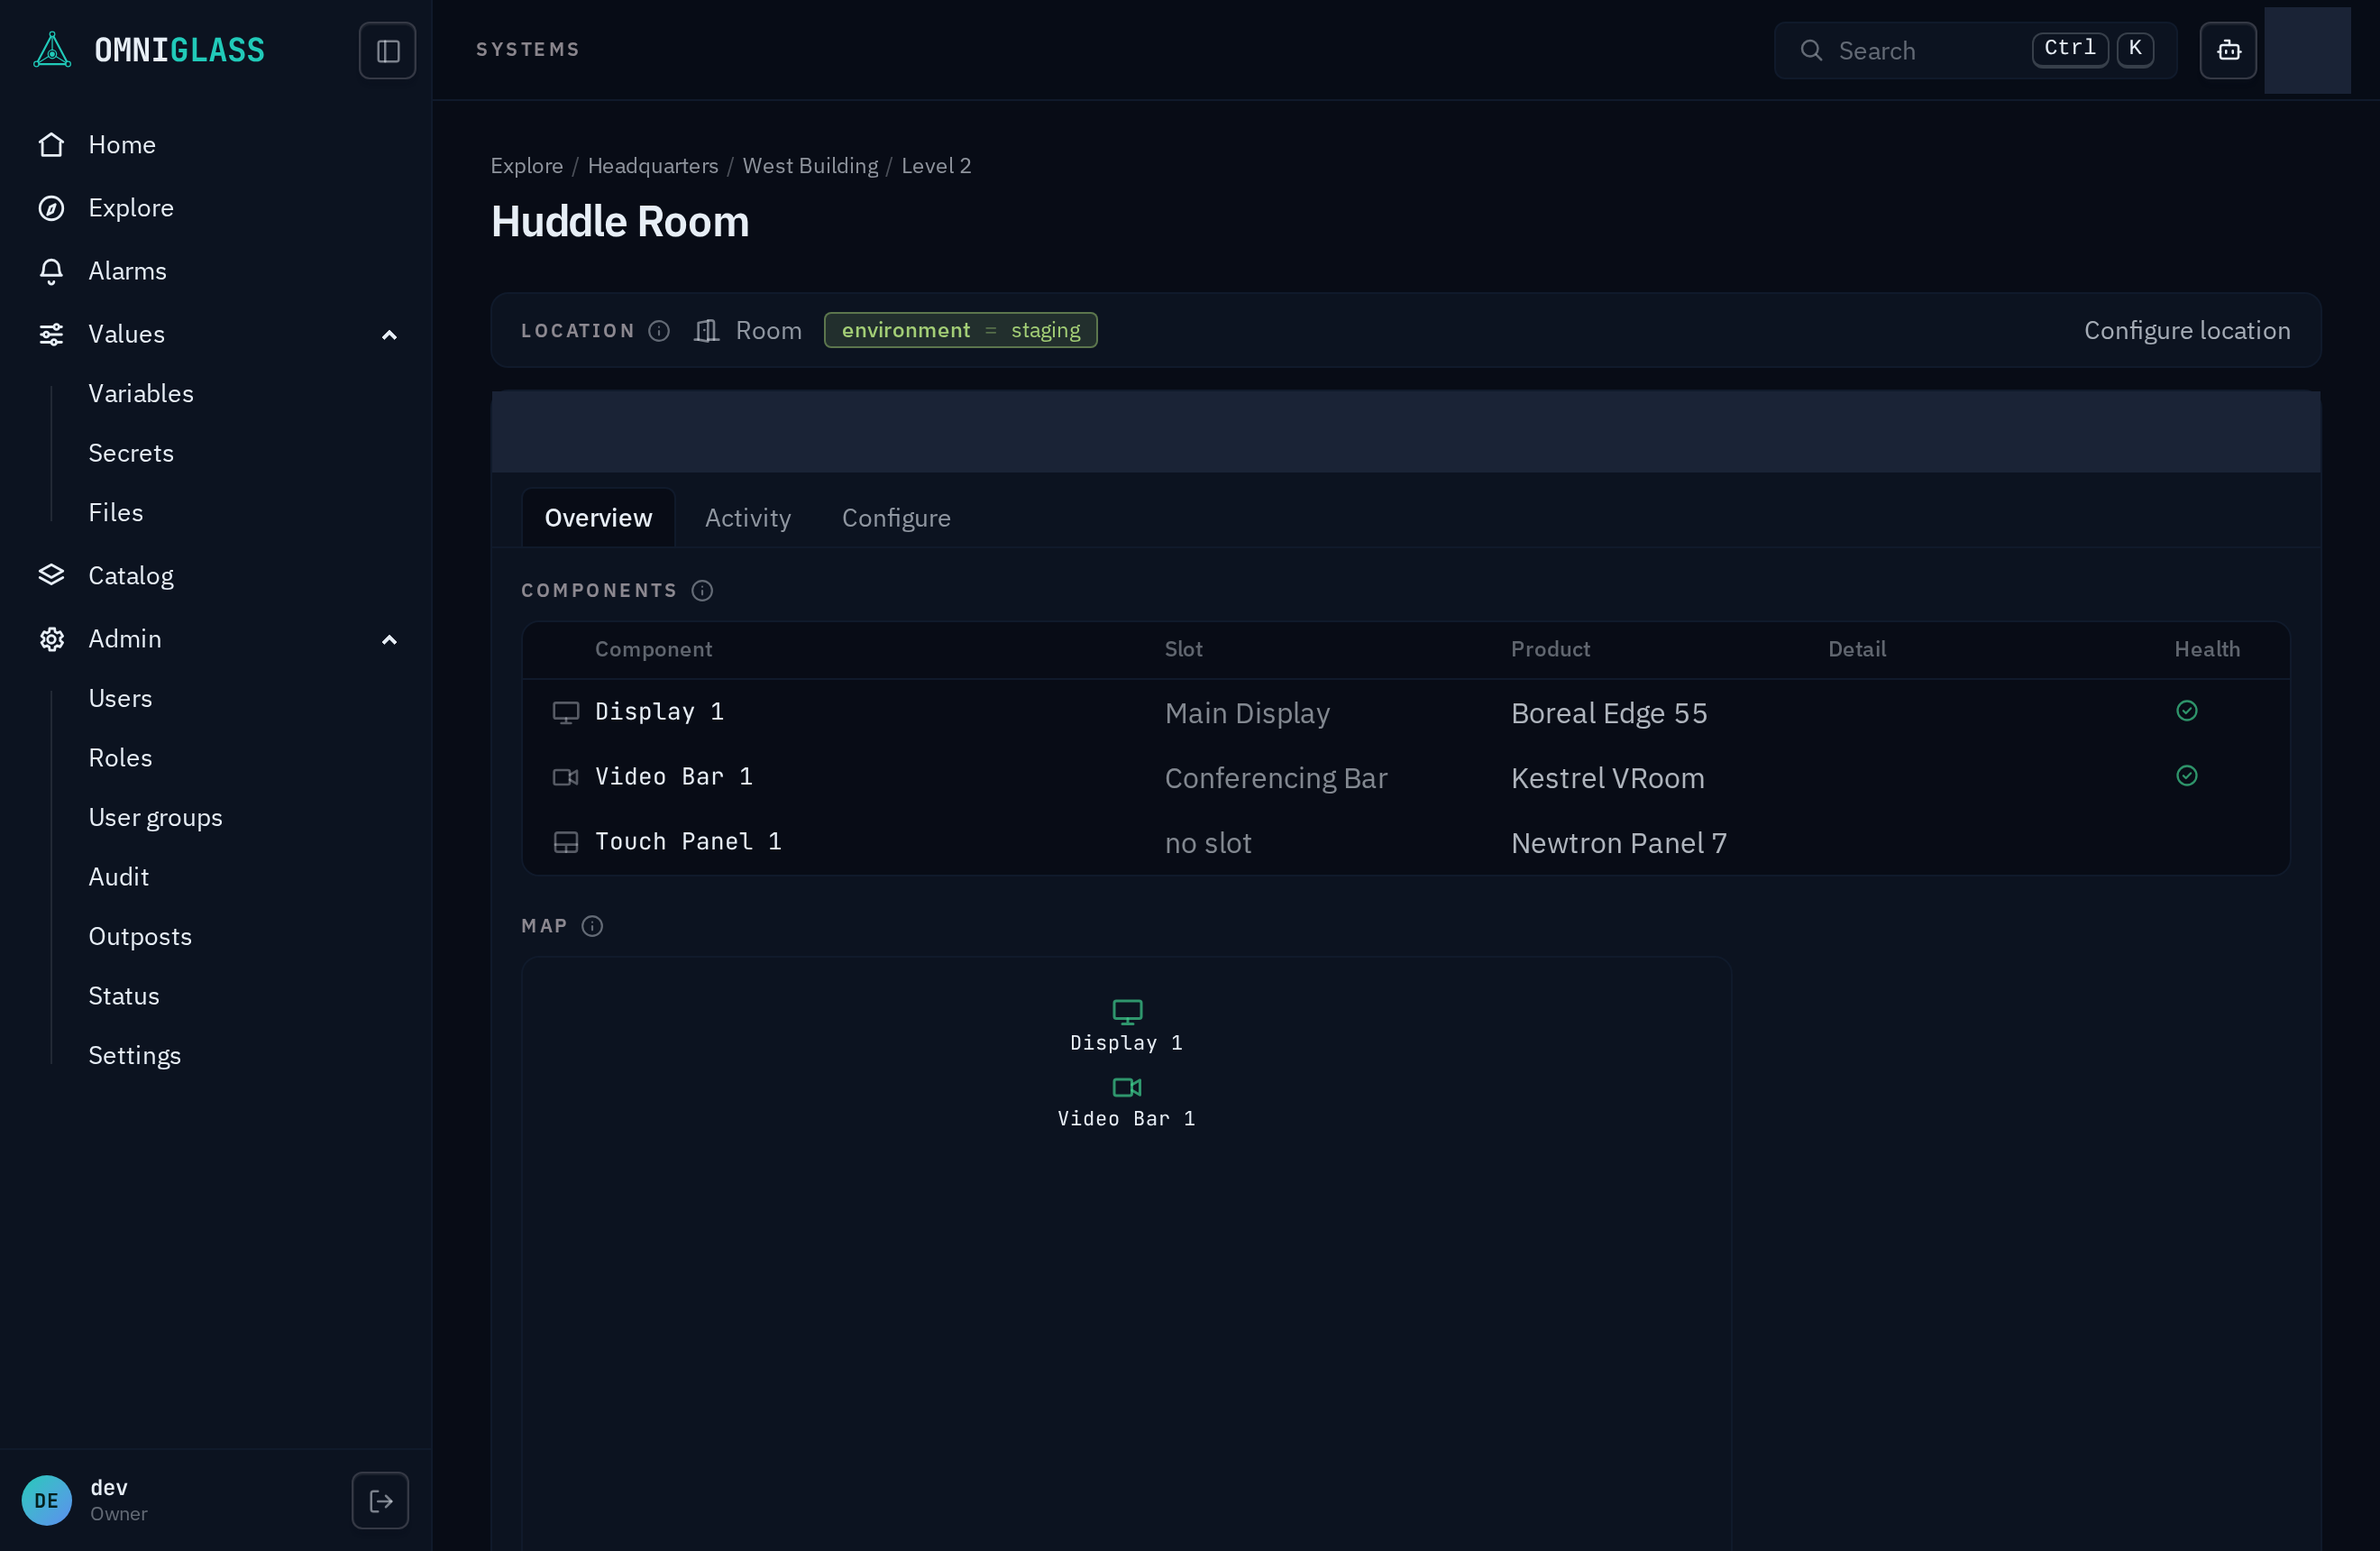 OMNIGLASS
SYSTEMS
Search
Ctrl K
Home
Explore
Alarms
Values
Variables
Secrets
Files
Catalog
Admin
Users
Roles
User groups
Audit
Outposts
Status
Settings
DE
dev
Owner
Explore / Headquarters / West Building / Level 2
Huddle Room
LOCATION Room environment = staging Configure location
Overview Activity Configure
COMPONENTS
Component Slot Product Detail Health
Display 1 Main Display Boreal Edge 55
Video Bar 1 Conferencing Bar Kestrel VRoom
Touch Panel 1 no slot Newtron Panel 7
MAP
Display 1
Video Bar 1